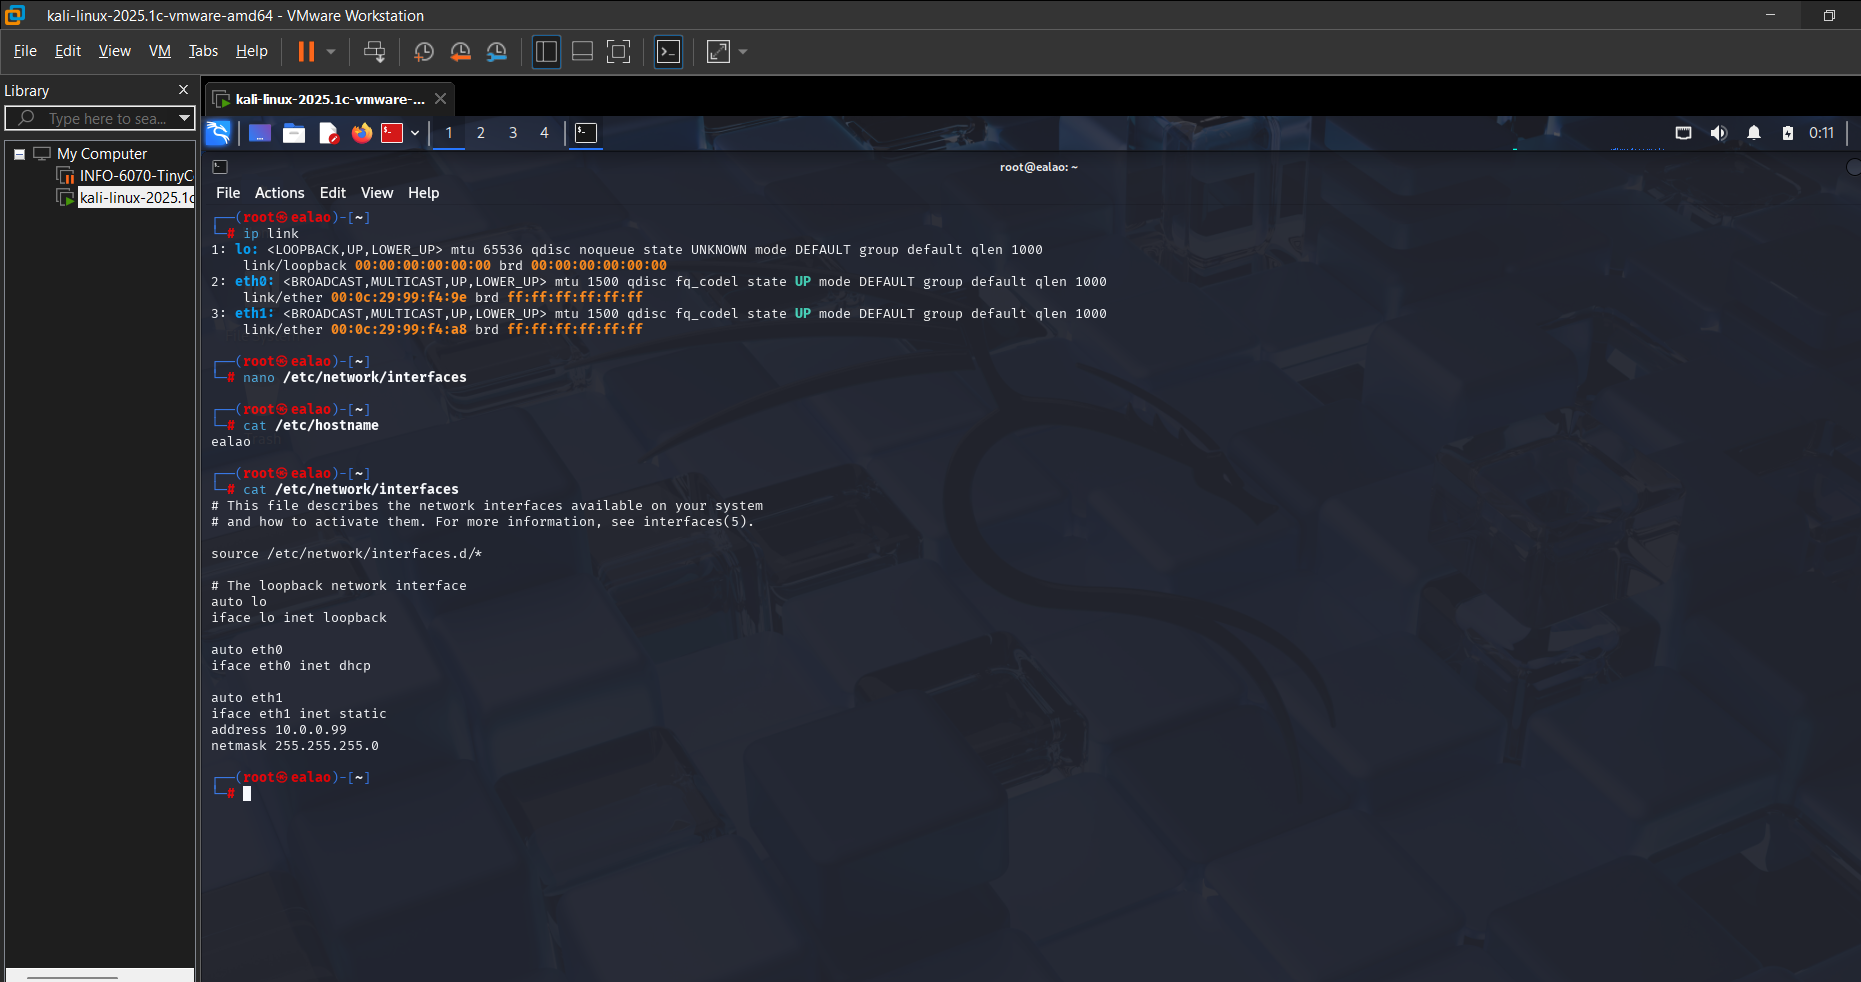 kali-linux-2025.1c-vmware-amd64 - VMware Workstation
File Edit View VM Tabs Help
Library
Type here to sea...
My Computer
INFO-6070-TinyC
kali-linux-2025.1c
kali-linux-2025.1c-vmware-...
1 2 3 4
0:11
root@ealao: ~
File Actions Edit View Help
┌──(root㉿ealao)-[~]
└─# ip link
1: lo: <LOOPBACK,UP,LOWER_UP> mtu 65536 qdisc noqueue state UNKNOWN mode DEFAULT group default qlen 1000
    link/loopback 00:00:00:00:00:00 brd 00:00:00:00:00:00
2: eth0: <BROADCAST,MULTICAST,UP,LOWER_UP> mtu 1500 qdisc fq_codel state UP mode DEFAULT group default qlen 1000
    link/ether 00:0c:29:99:f4:9e brd ff:ff:ff:ff:ff:ff
3: eth1: <BROADCAST,MULTICAST,UP,LOWER_UP> mtu 1500 qdisc fq_codel state UP mode DEFAULT group default qlen 1000
    link/ether 00:0c:29:99:f4:a8 brd ff:ff:ff:ff:ff:ff
┌──(root㉿ealao)-[~]
└─# nano /etc/network/interfaces
┌──(root㉿ealao)-[~]
└─# cat /etc/hostname
ealao
┌──(root㉿ealao)-[~]
└─# cat /etc/network/interfaces
# This file describes the network interfaces available on your system
# and how to activate them. For more information, see interfaces(5).
source /etc/network/interfaces.d/*
# The loopback network interface
auto lo
iface lo inet loopback
auto eth0
iface eth0 inet dhcp
auto eth1
iface eth1 inet static
address 10.0.0.99
netmask 255.255.255.0
┌──(root㉿ealao)-[~]
└─#